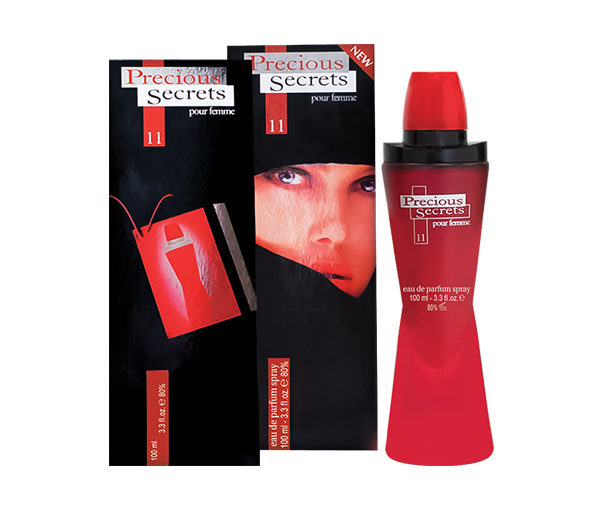 Precious
Secrets
pour femme
11
100 ml 3.3 fl.oz. ℮ 80%
NEW
Precious
Secrets
pour femme
11
eau de parfum spray
100 ml - 3.3 fl.oz. ℮ 80%
Precious
Secrets
pour femme
11
eau de parfum spray
100 ml - 3.3 fl.oz. ℮
80%